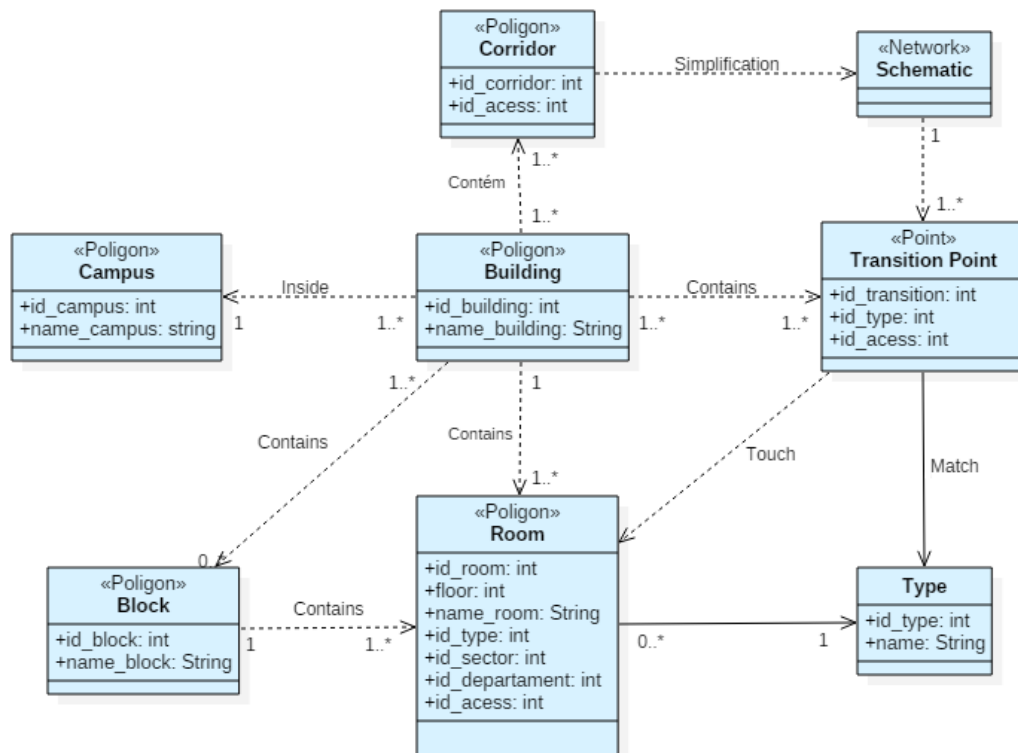 «Poligon»
Corridor
+id_corridor: int
+id_acess: int
Simplification
«Network»
Schematic
1
1..*
1..*
Contém
1..*
«Poligon»
Campus
+id_campus: int
+name_campus: string
Inside
1
1..*
«Poligon»
Building
+id_building: int
+name_building: String
Contains
1..*
1..*
«Point»
Transition Point
+id_transition: int
+id_type: int
+id_acess: int
1..*
Contains
1
Contains
1..*
Touch
Match
0..*
«Poligon»
Block
+id_block: int
+name_block: String
Contains
1
1..*
«Poligon»
Room
+id_room: int
+floor: int
+name_room: String
+id_type: int
+id_sector: int
+id_departament: int
+id_acess: int
0..*
1
Type
+id_type: int
+name: String